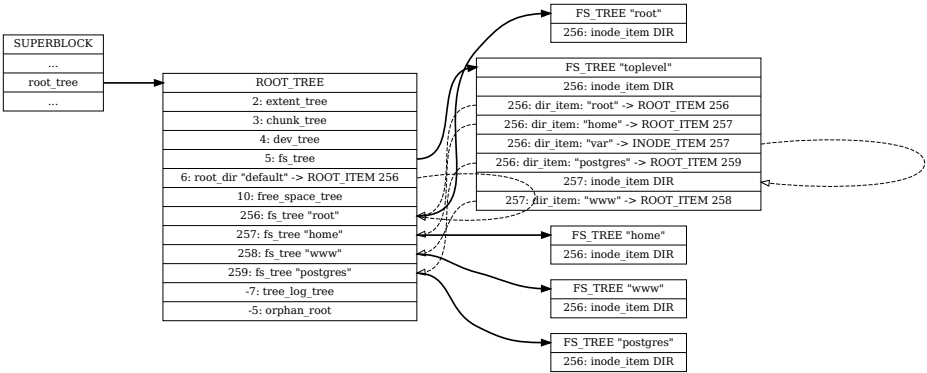 SUPERBLOCK
...
root_tree
...
ROOT_TREE
2: extent_tree
3: chunk_tree
4: dev_tree
5: fs_tree
6: root_dir "default" -> ROOT_ITEM 256
10: free_space_tree
256: fs_tree "root"
257: fs_tree "home"
258: fs_tree "www"
259: fs_tree "postgres"
-7: tree_log_tree
-5: orphan_root
FS_TREE "root"
256: inode_item DIR
FS_TREE "toplevel"
256: inode_item DIR
256: dir_item: "root" -> ROOT_ITEM 256
256: dir_item: "home" -> ROOT_ITEM 257
256: dir_item: "var" -> INODE_ITEM 257
256: dir_item: "postgres" -> ROOT_ITEM 259
257: inode_item DIR
257: dir_item: "www" -> ROOT_ITEM 258
FS_TREE "home"
256: inode_item DIR
FS_TREE "www"
256: inode_item DIR
FS_TREE "postgres"
256: inode_item DIR